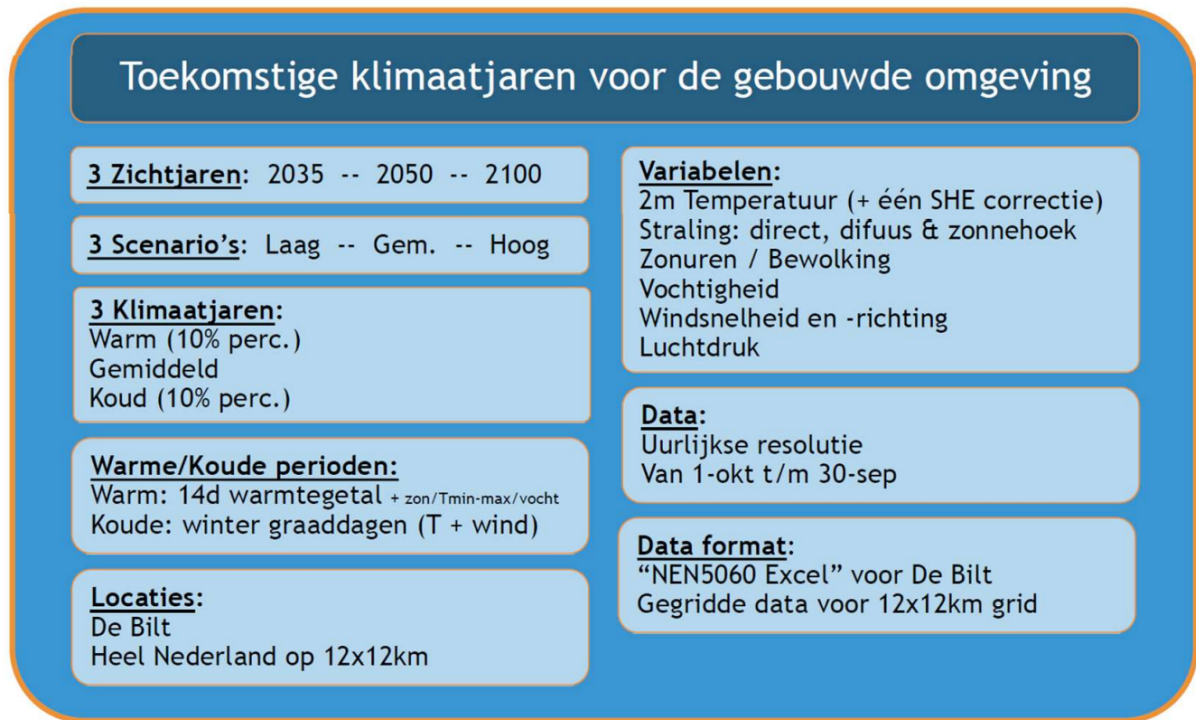 Toekomstige klimaatjaren voor de gebouwde omgeving
3 Zichtjaren: 2035 -- 2050 -- 2100
3 Scenario's: Laag -- Gem. -- Hoog
3 Klimaatjaren:
Warm (10% perc.)
Gemiddeld
Koud (10% perc.)
Warme/Koude perioden:
Warm: 14d warmtegetal + zon/Tmin-max/vocht
Koude: winter graaddagen (T + wind)
Locaties:
De Bilt
Heel Nederland op 12x12km
Variabelen:
2m Temperatuur (+ één SHE correctie)
Straling: direct, difuus & zonnehoek
Zonuren / Bewolking
Vochtigheid
Windsnelheid en -richting
Luchtdruk
Data:
Uurlijkse resolutie
Van 1-okt t/m 30-sep
Data format:
“NEN5060 Excel” voor De Bilt
Gegridde data voor 12x12km grid